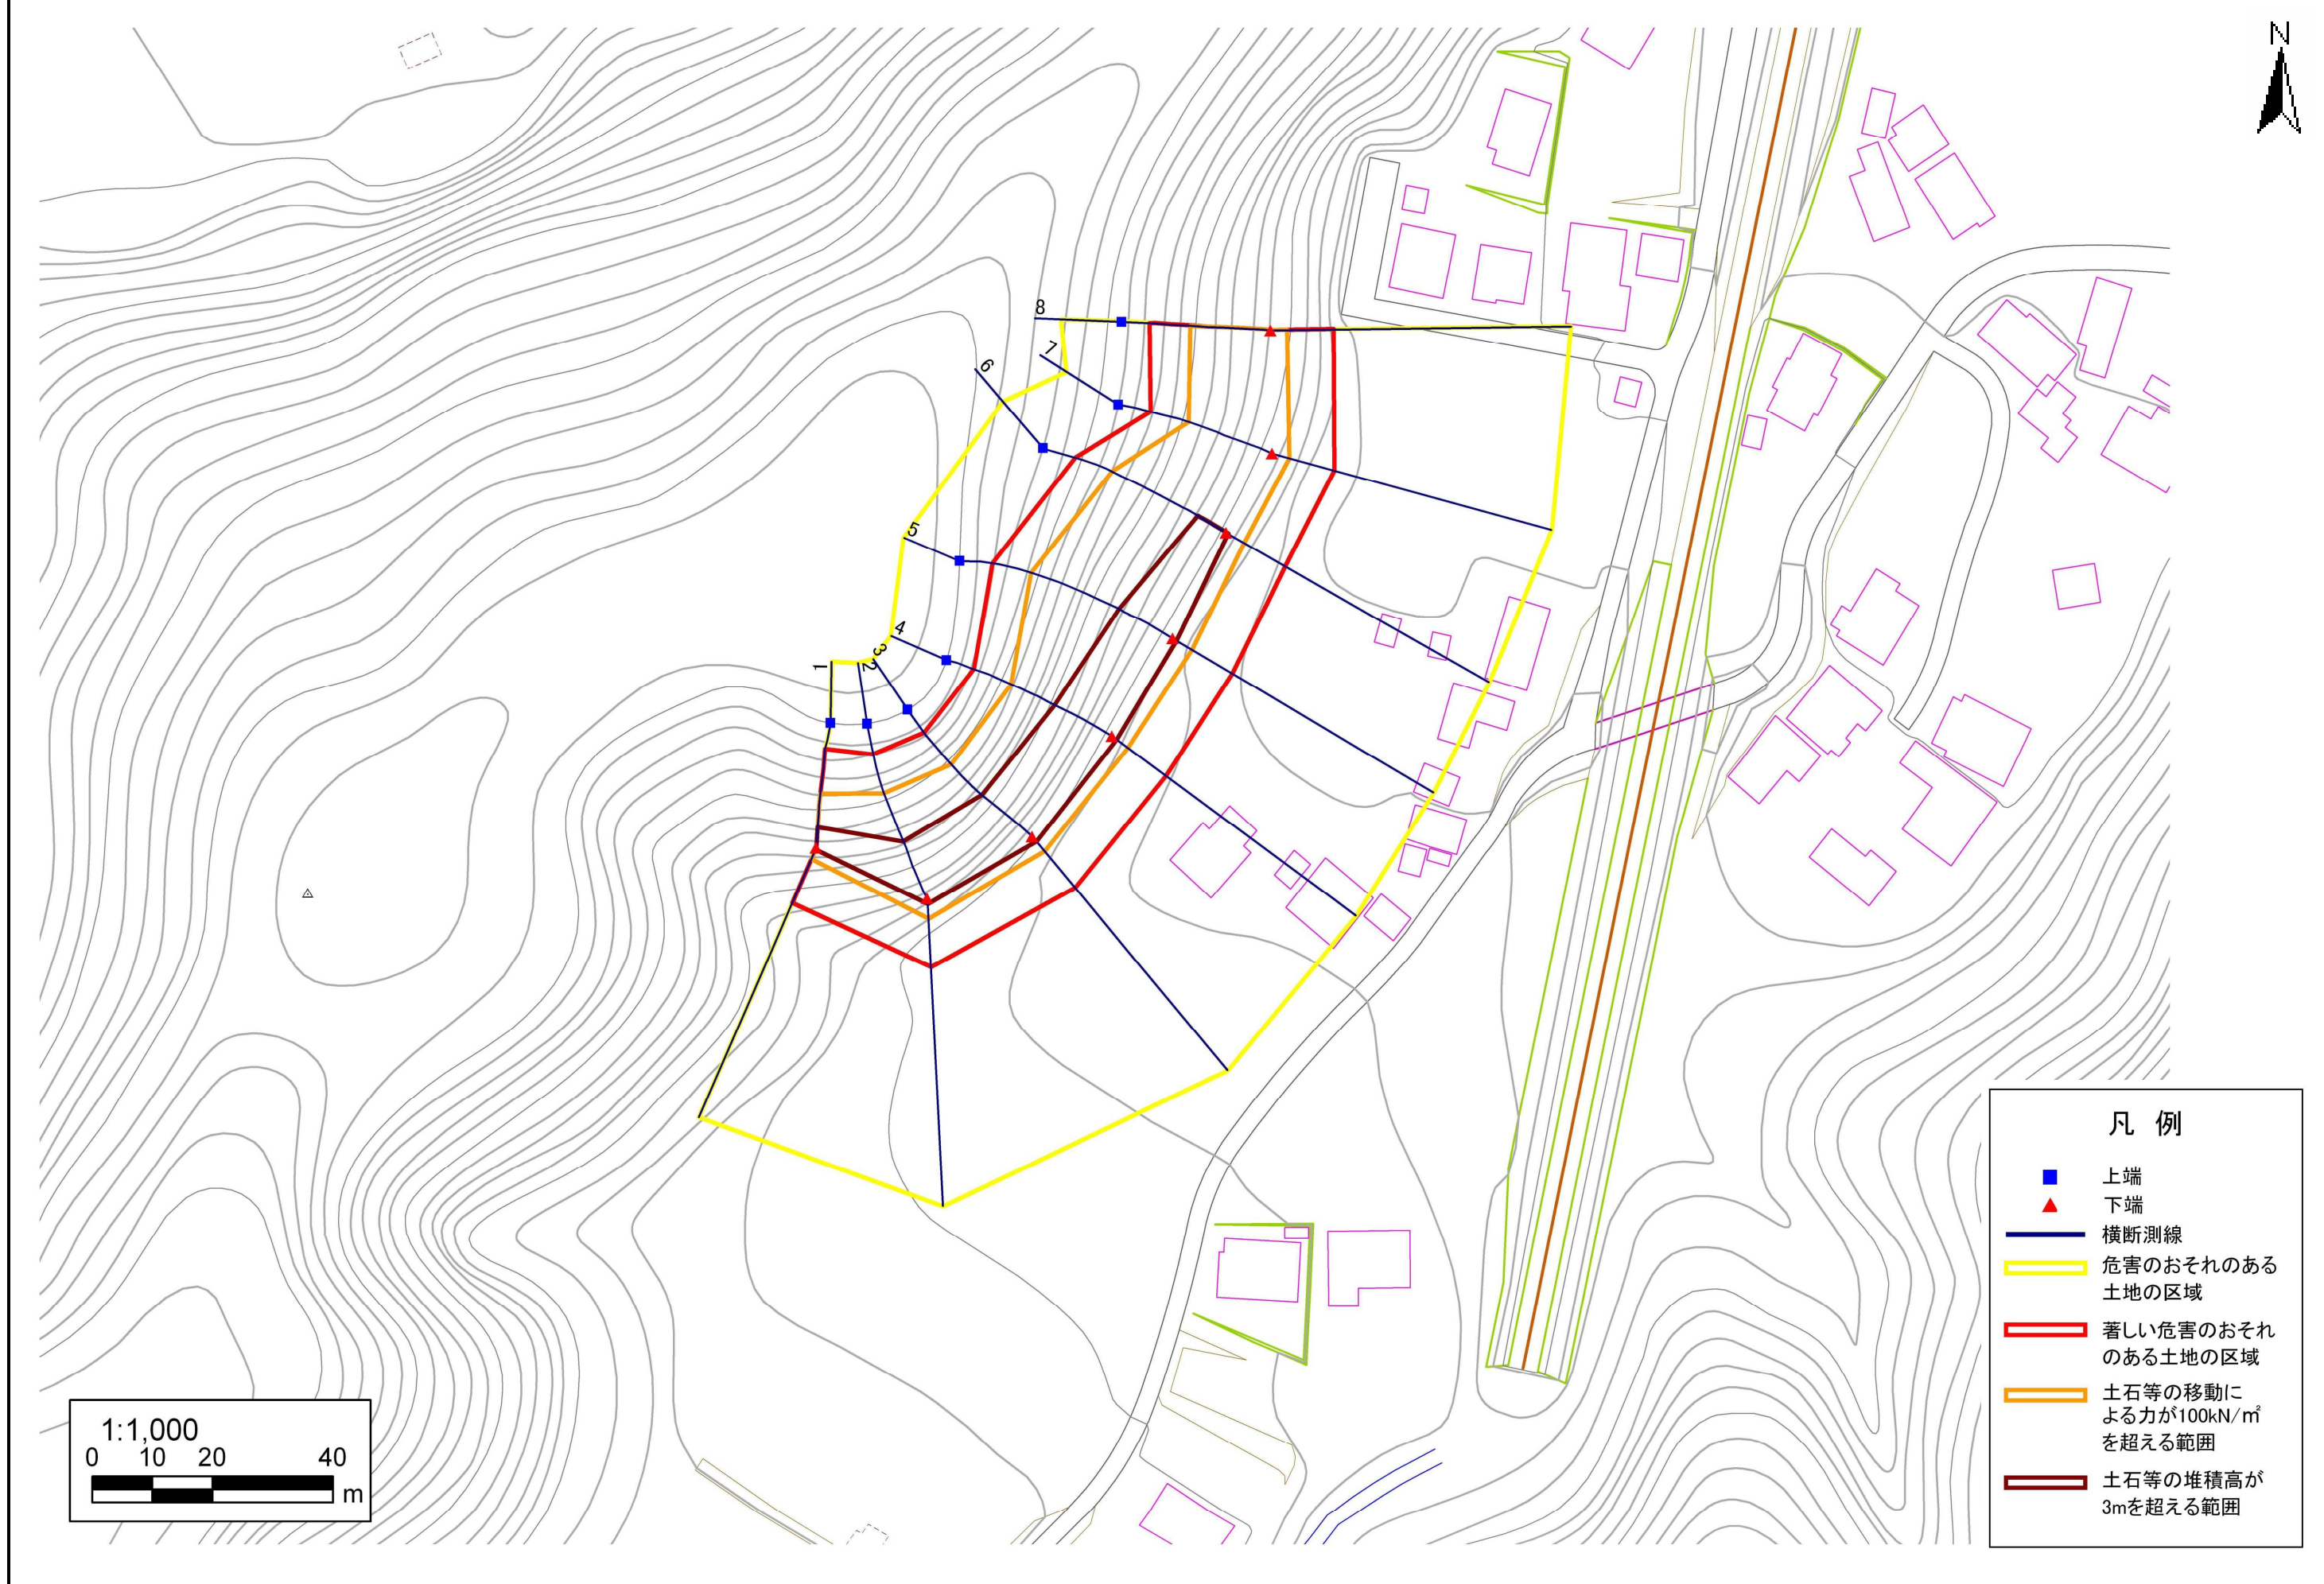 N
8
7
6
5
4
3
2
1
凡 例
上端
下端
横断測線
危害のおそれのある
土地の区域
著しい危害のおそれ
のある土地の区域
土石等の移動に
よる力が100kN/㎡
を超える範囲
土石等の堆積高が
3mを超える範囲
1:1,000
0 10 20 40
m